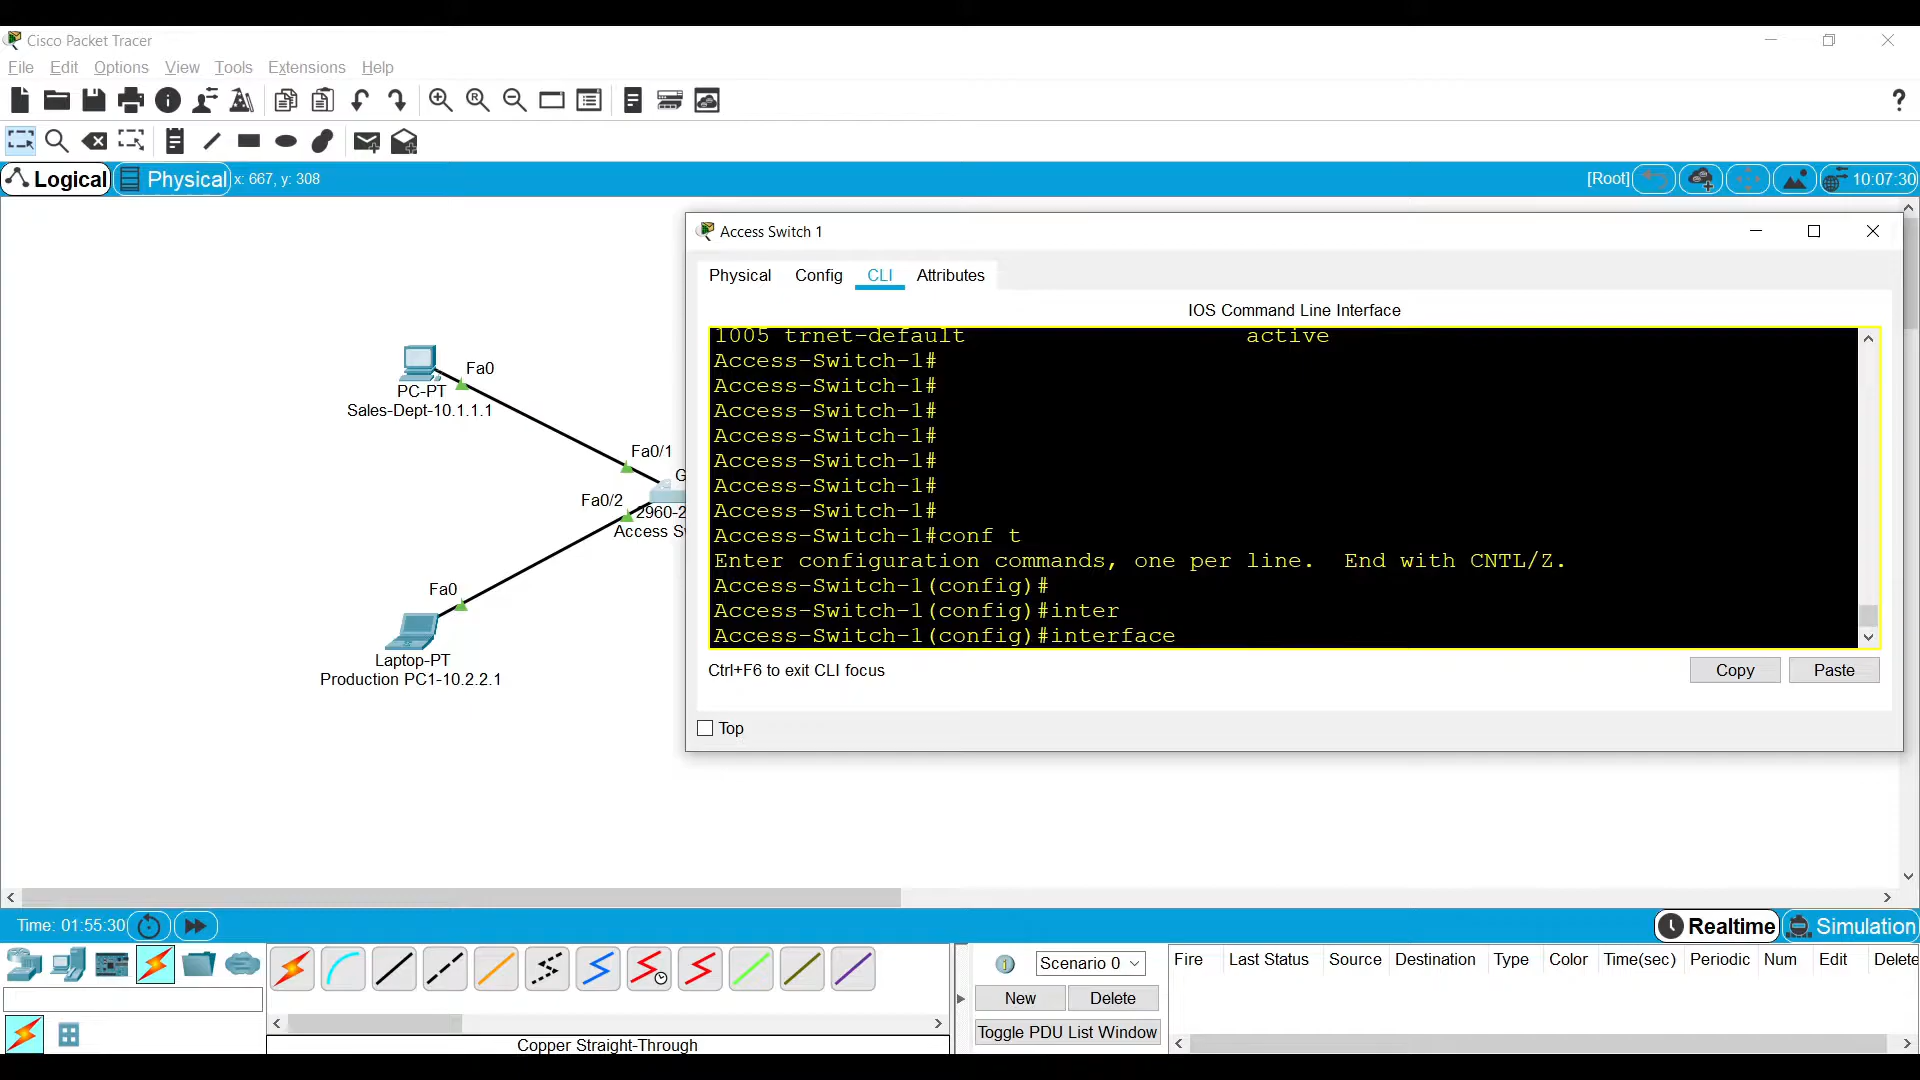 Cisco Packet Tracer
File Edit Options View Tools Extensions Help
?
Logical Physical x: 667, y: 308 [Root] 10:07:30
Access Switch 1
Physical Config CLI Attributes
IOS Command Line Interface
1005 trnet-default active
Access-Switch-1#
Access-Switch-1#
Access-Switch-1#
Access-Switch-1#
Access-Switch-1#
Access-Switch-1#
Access-Switch-1#
Access-Switch-1#conf t
Enter configuration commands, one per line. End with CNTL/Z.
Access-Switch-1(config)#
Access-Switch-1(config)#inter
Access-Switch-1(config)#interface
Ctrl+F6 to exit CLI focus
Copy Paste
Top
Fa0
PC-PT
Sales-Dept-10.1.1.1
Fa0/1
G
Fa0/2
2960-2
Access S
Fa0
Laptop-PT
Production PC1-10.2.2.1
Time: 01:55:30 Realtime Simulation
Scenario 0
New Delete
Toggle PDU List Window
Fire Last Status Source Destination Type Color Time(sec) Periodic Num Edit Delete
Copper Straight-Through